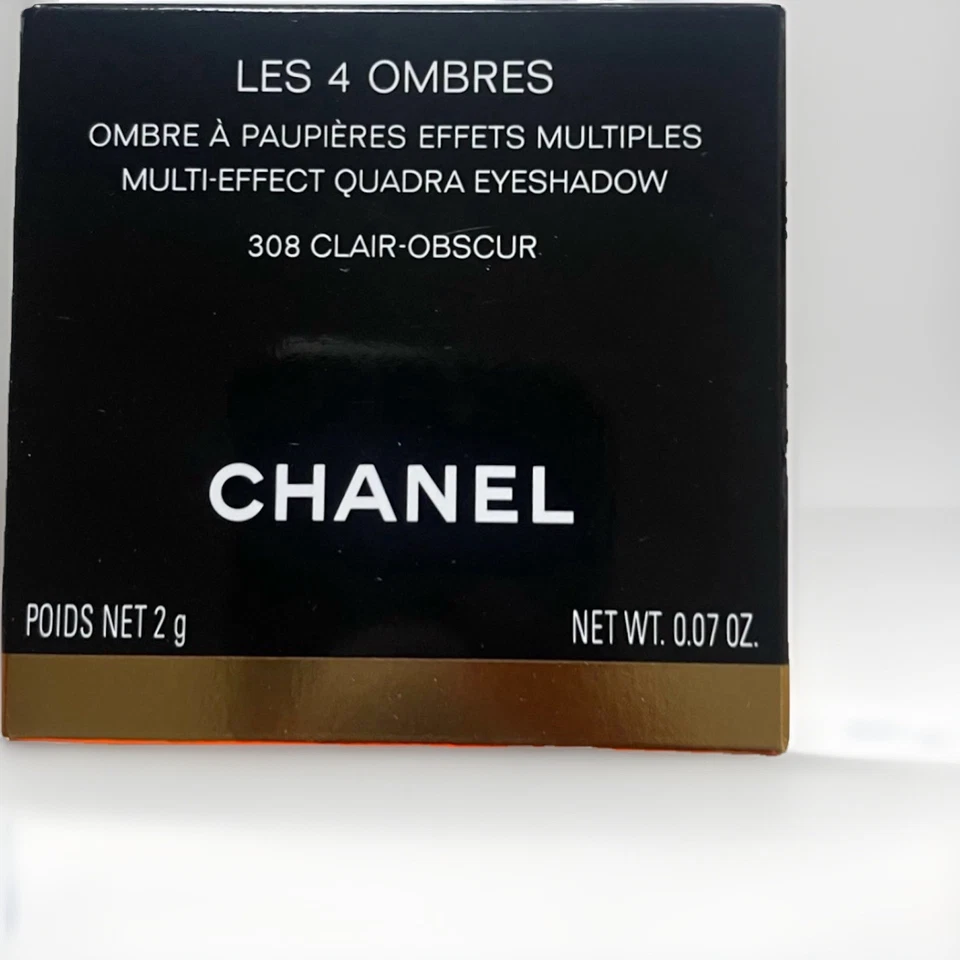 LES 4 OMBRES
OMBRE À PAUPIÈRES EFFETS MULTIPLES
MULTI-EFFECT QUADRA EYESHADOW
308 CLAIR-OBSCUR
CHANEL
POIDS NET 2 g NET WT. 0.07 OZ.